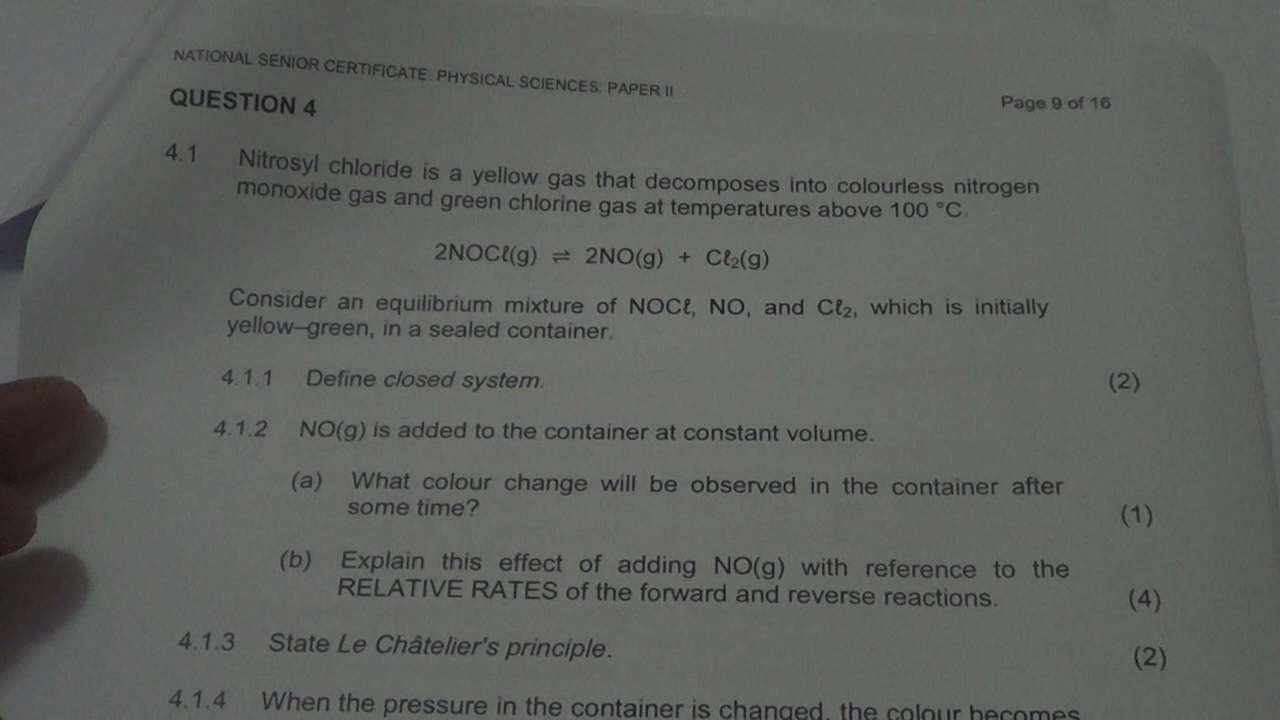 NATIONAL SENIOR CERTIFICATE: PHYSICAL SCIENCES: PAPER II
Page 9 of 16
QUESTION 4
4.1 Nitrosyl chloride is a yellow gas that decomposes into colourless nitrogen
monoxide gas and green chlorine gas at temperatures above 100 °C.
2NOCℓ(g) ⇌ 2NO(g) + Cℓ₂(g)
Consider an equilibrium mixture of NOCℓ, NO, and Cℓ₂, which is initially
yellow–green, in a sealed container.
4.1.1 Define closed system. (2)
4.1.2 NO(g) is added to the container at constant volume.
(a) What colour change will be observed in the container after
some time? (1)
(b) Explain this effect of adding NO(g) with reference to the
RELATIVE RATES of the forward and reverse reactions. (4)
4.1.3 State Le Châtelier's principle. (2)
4.1.4 When the pressure in the container is changed, the colour becomes